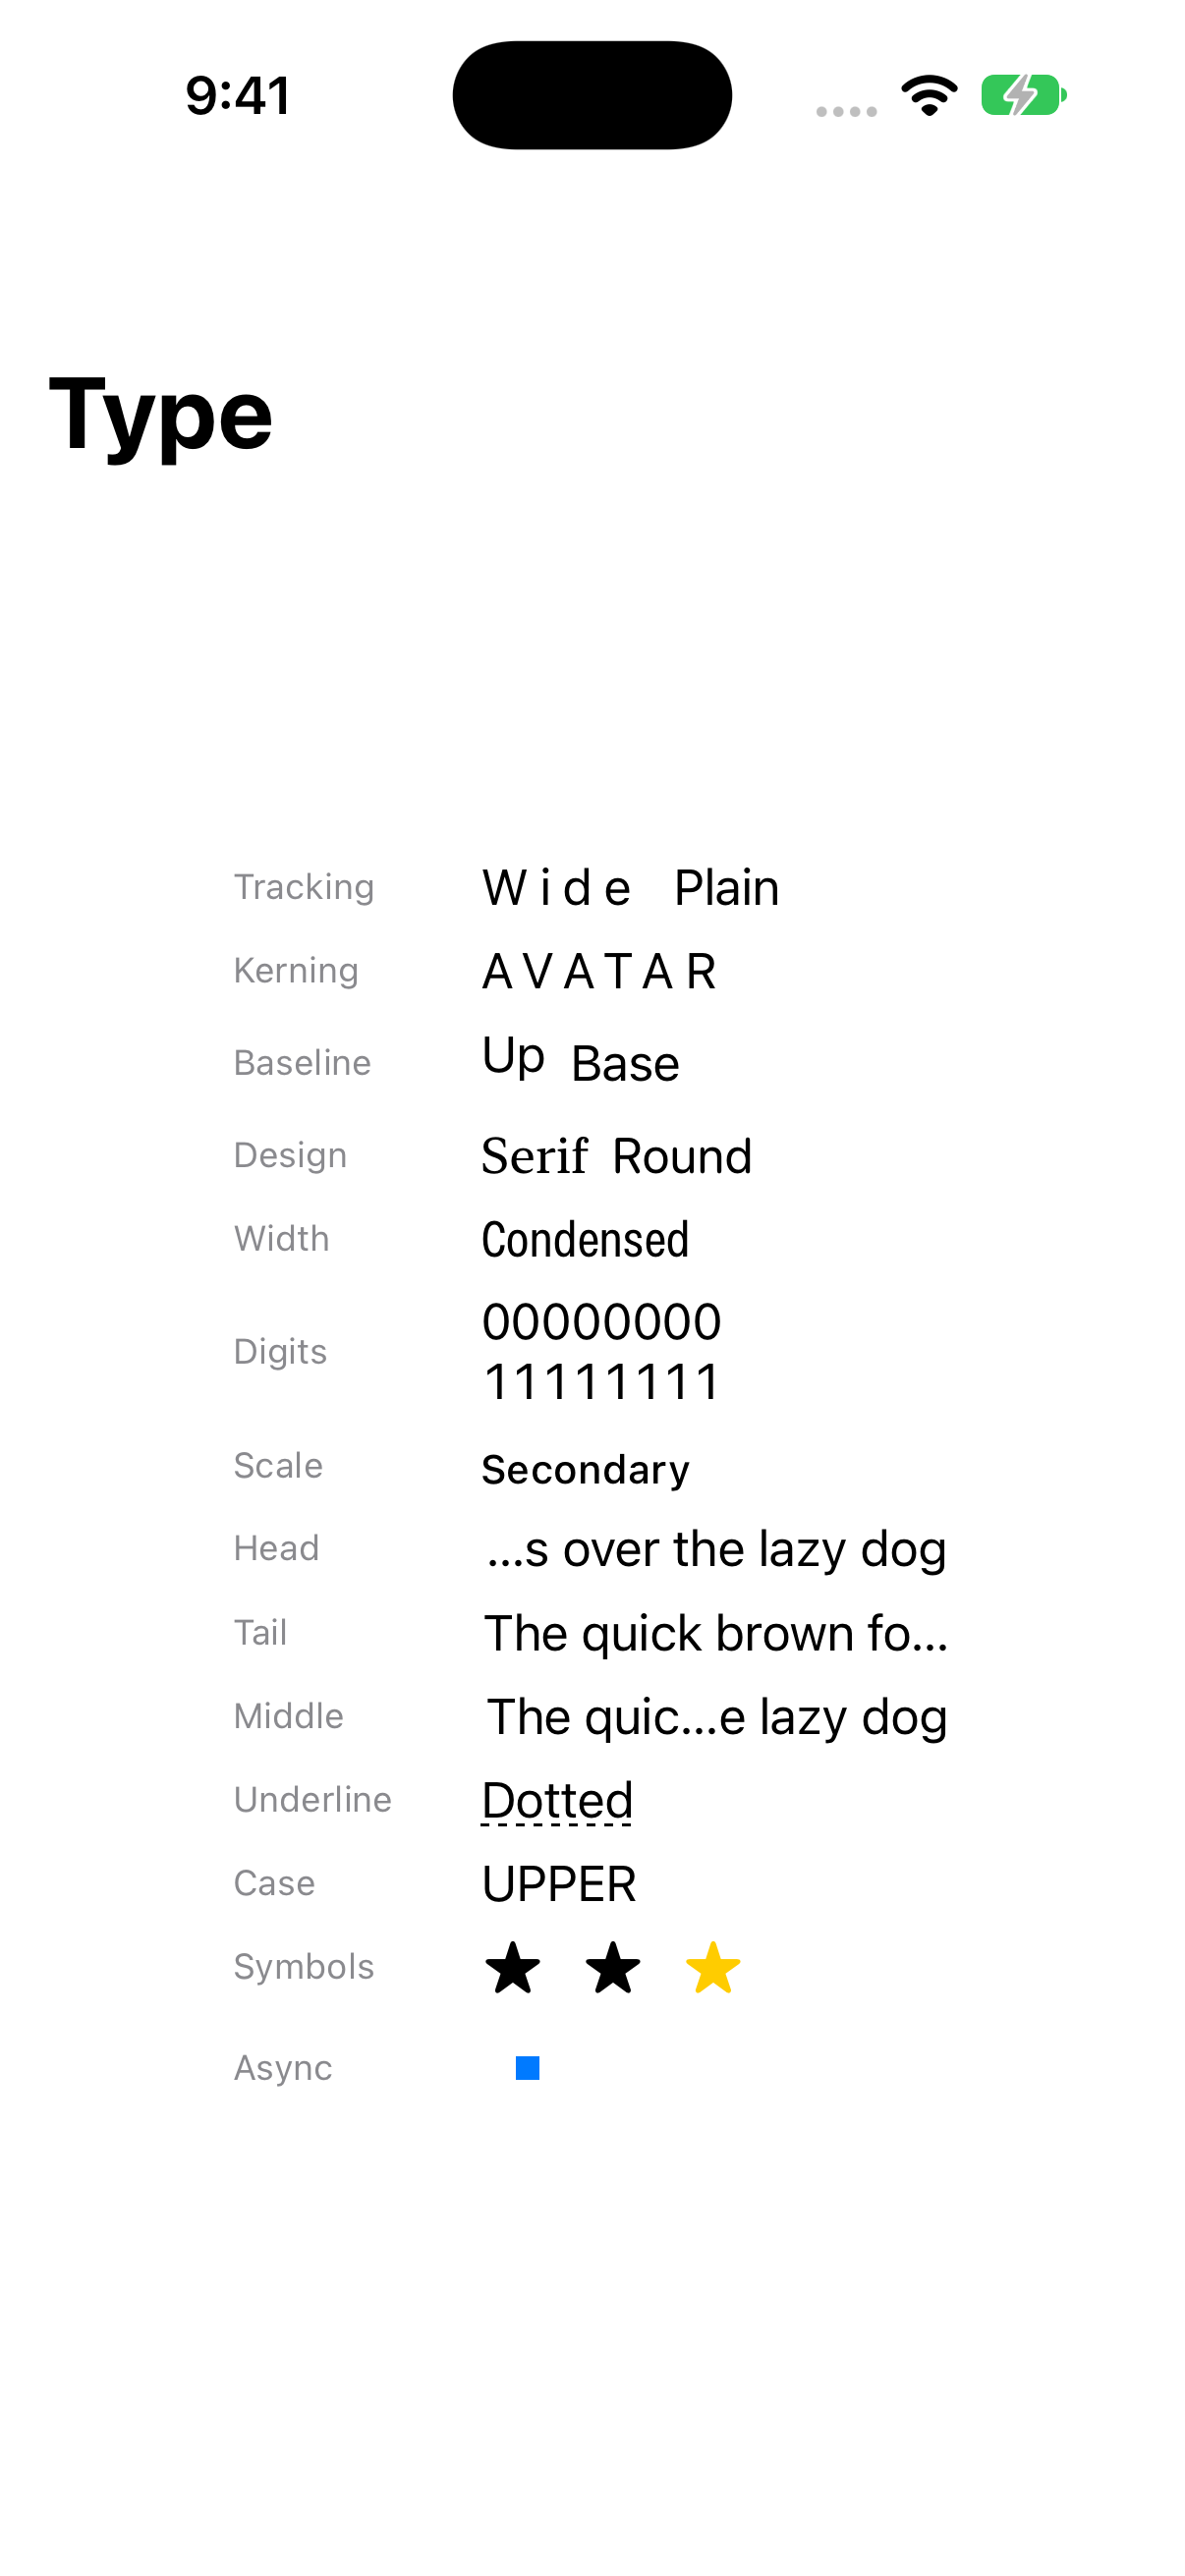 9:41
Type
Tracking Wide Plain
Kerning AVATAR
Baseline Up Base
Design Serif Round
Width Condensed
Digits 00000000
11111111
Scale Secondary
Head …s over the lazy dog
Tail The quick brown fo…
Middle The quic…e lazy dog
Underline Dotted
Case UPPER
Symbols ★ ★ ★
Async